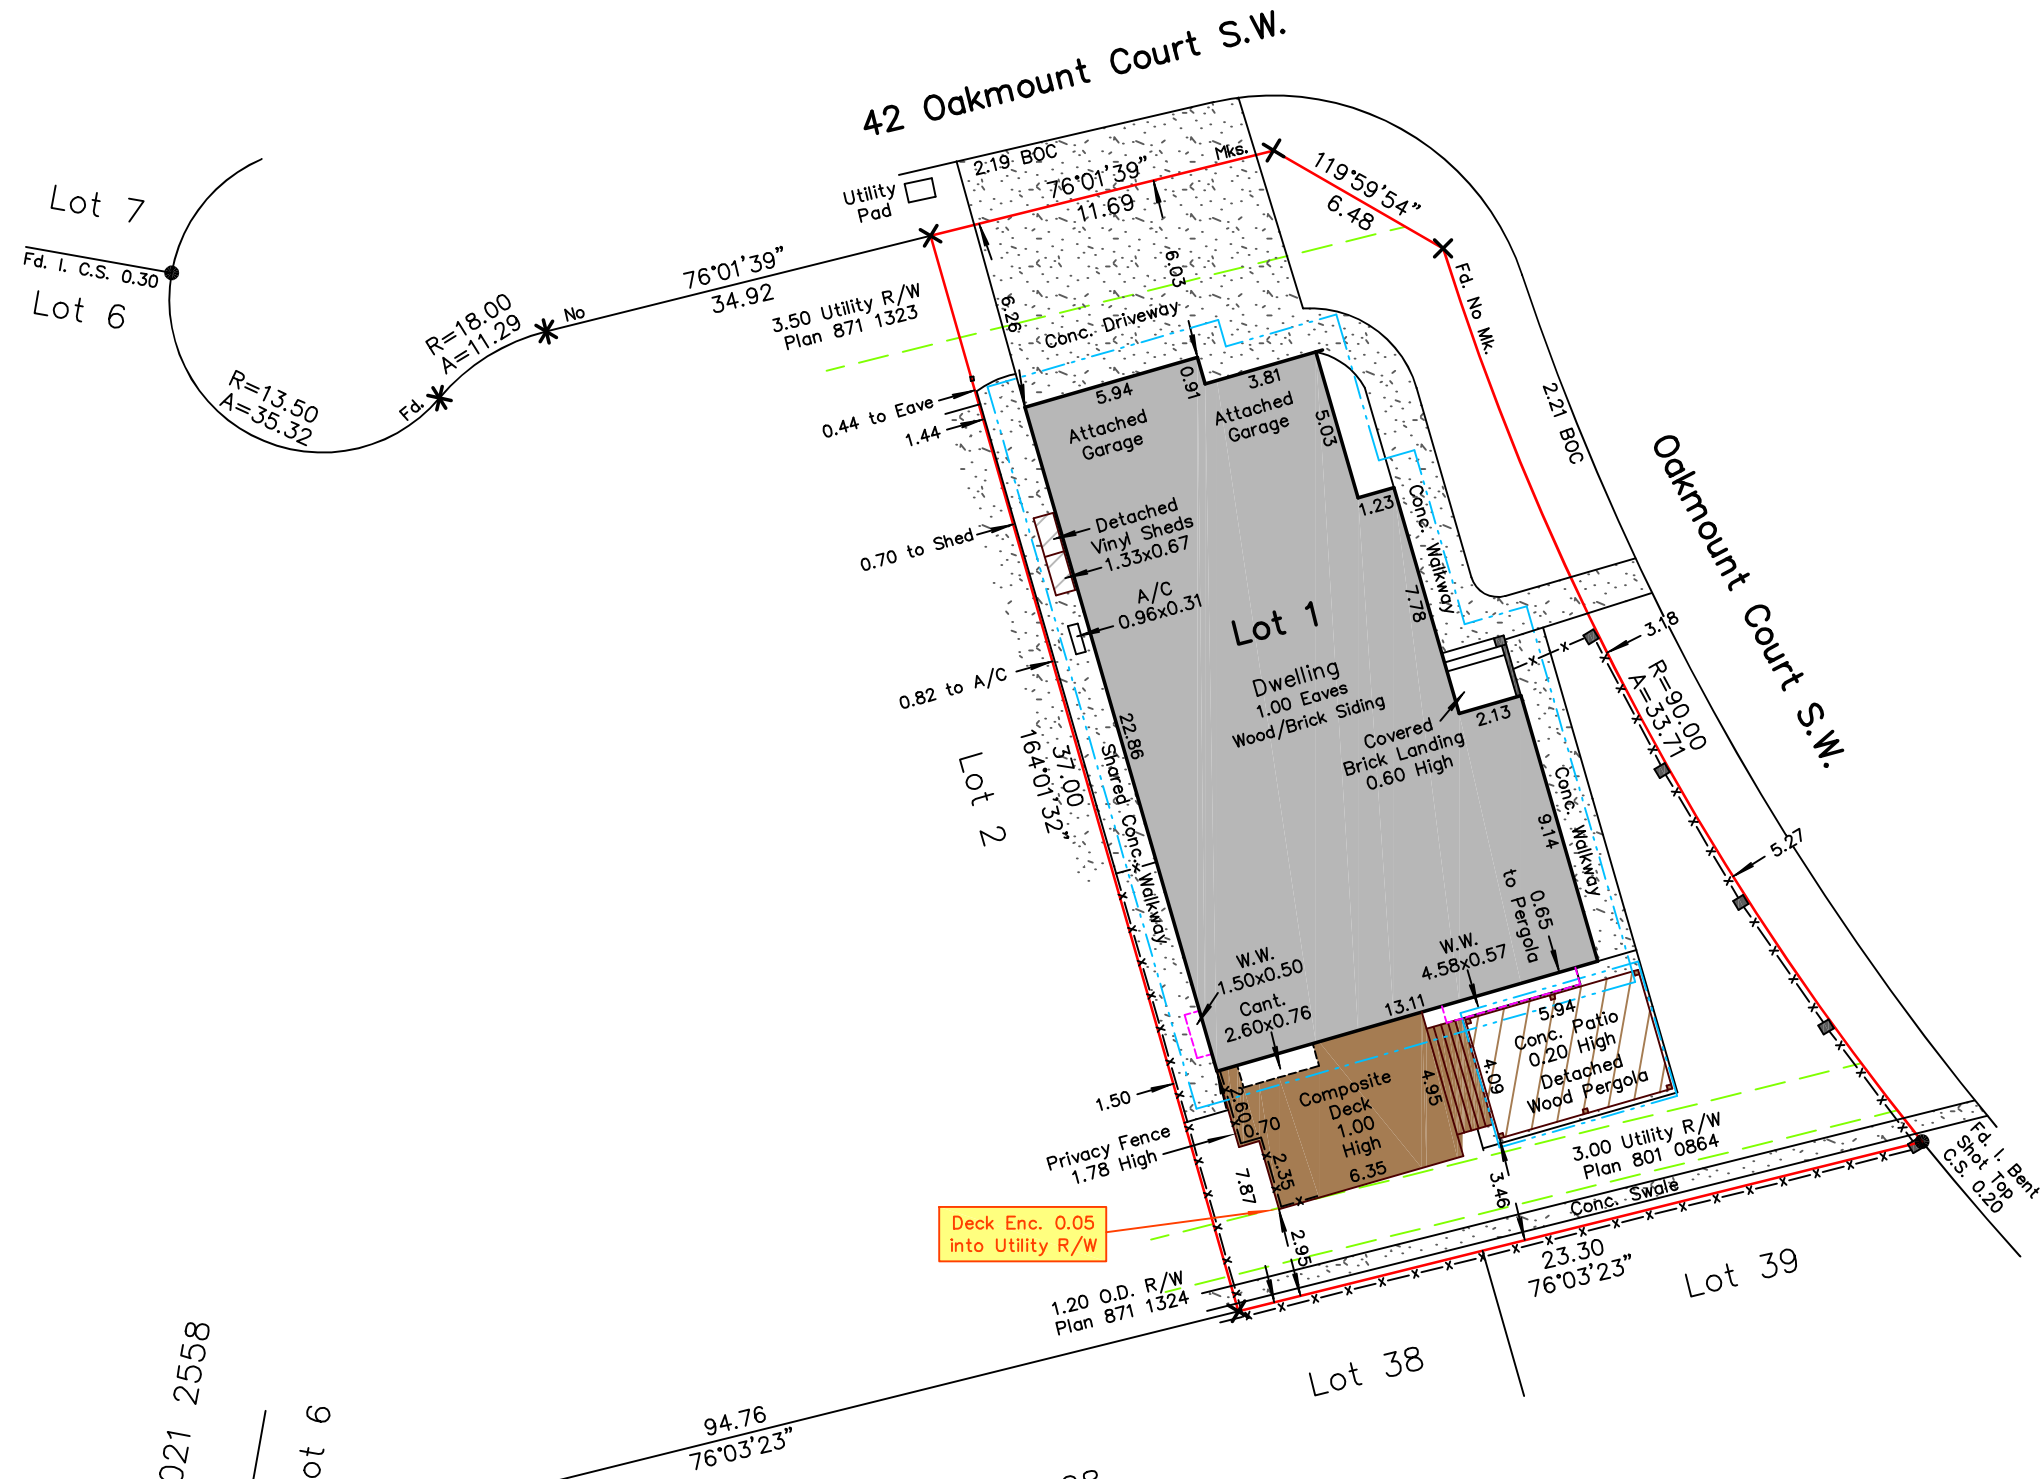 42 Oakmount Court S.W.
2.19 BOC
Mks.
76°01'39"
11.69
119°59'54"
6.48
Utility
Pad
Lot 7
Fd. I. C.S. 0.30
Lot 6
R=18.00
A=11.29
No
76°01'39"
34.92
3.50 Utility R/W
Plan 871 1323
6.26
6.03
Fd. No Mk.
R=13.50
A=35.32
Fd.
Conc. Driveway
0.44 to Eave
1.44
5.94
0.91
3.81
Attached
Garage
Attached
Garage
5.03
2.21 BOC
Oakmount Court S.W.
1.23
Conc. Walkway
0.70 to Shed
Detached
Vinyl Sheds
1.33x0.67
A/C
0.96x0.31
7.78
Lot 1
3.18
0.82 to A/C
Dwelling
1.00 Eaves
Wood/Brick Siding
R=90.00
A=33.71
2.13
Covered
Brick Landing
0.60 High
22.86
37.00
164°01'32"
Shared Conc. Walkway
Lot 2
Conc. Walkway
9.14
5.27
0.65
to Pergola
W.W.
1.50x0.50
W.W.
4.58x0.57
Cant.
2.60x0.76
13.11
5.94
Conc. Patio
0.20 High
Detached
Wood Pergola
4.09
4.95
Composite
Deck
1.00
High
2.60
0.70
1.50
Privacy Fence
1.78 High
2.35
6.35
7.87
3.00 Utility R/W
Plan 801 0864
3.46
Conc. Swale
Fd. I. Bent
Shot Top
C.S. 0.20
Deck Enc. 0.05
into Utility R/W
2.95
1.20 O.D. R/W
Plan 871 1324
23.30
76°03'23"
Lot 39
Lot 38
94.76
76°03'23"
021 2558
ot 6